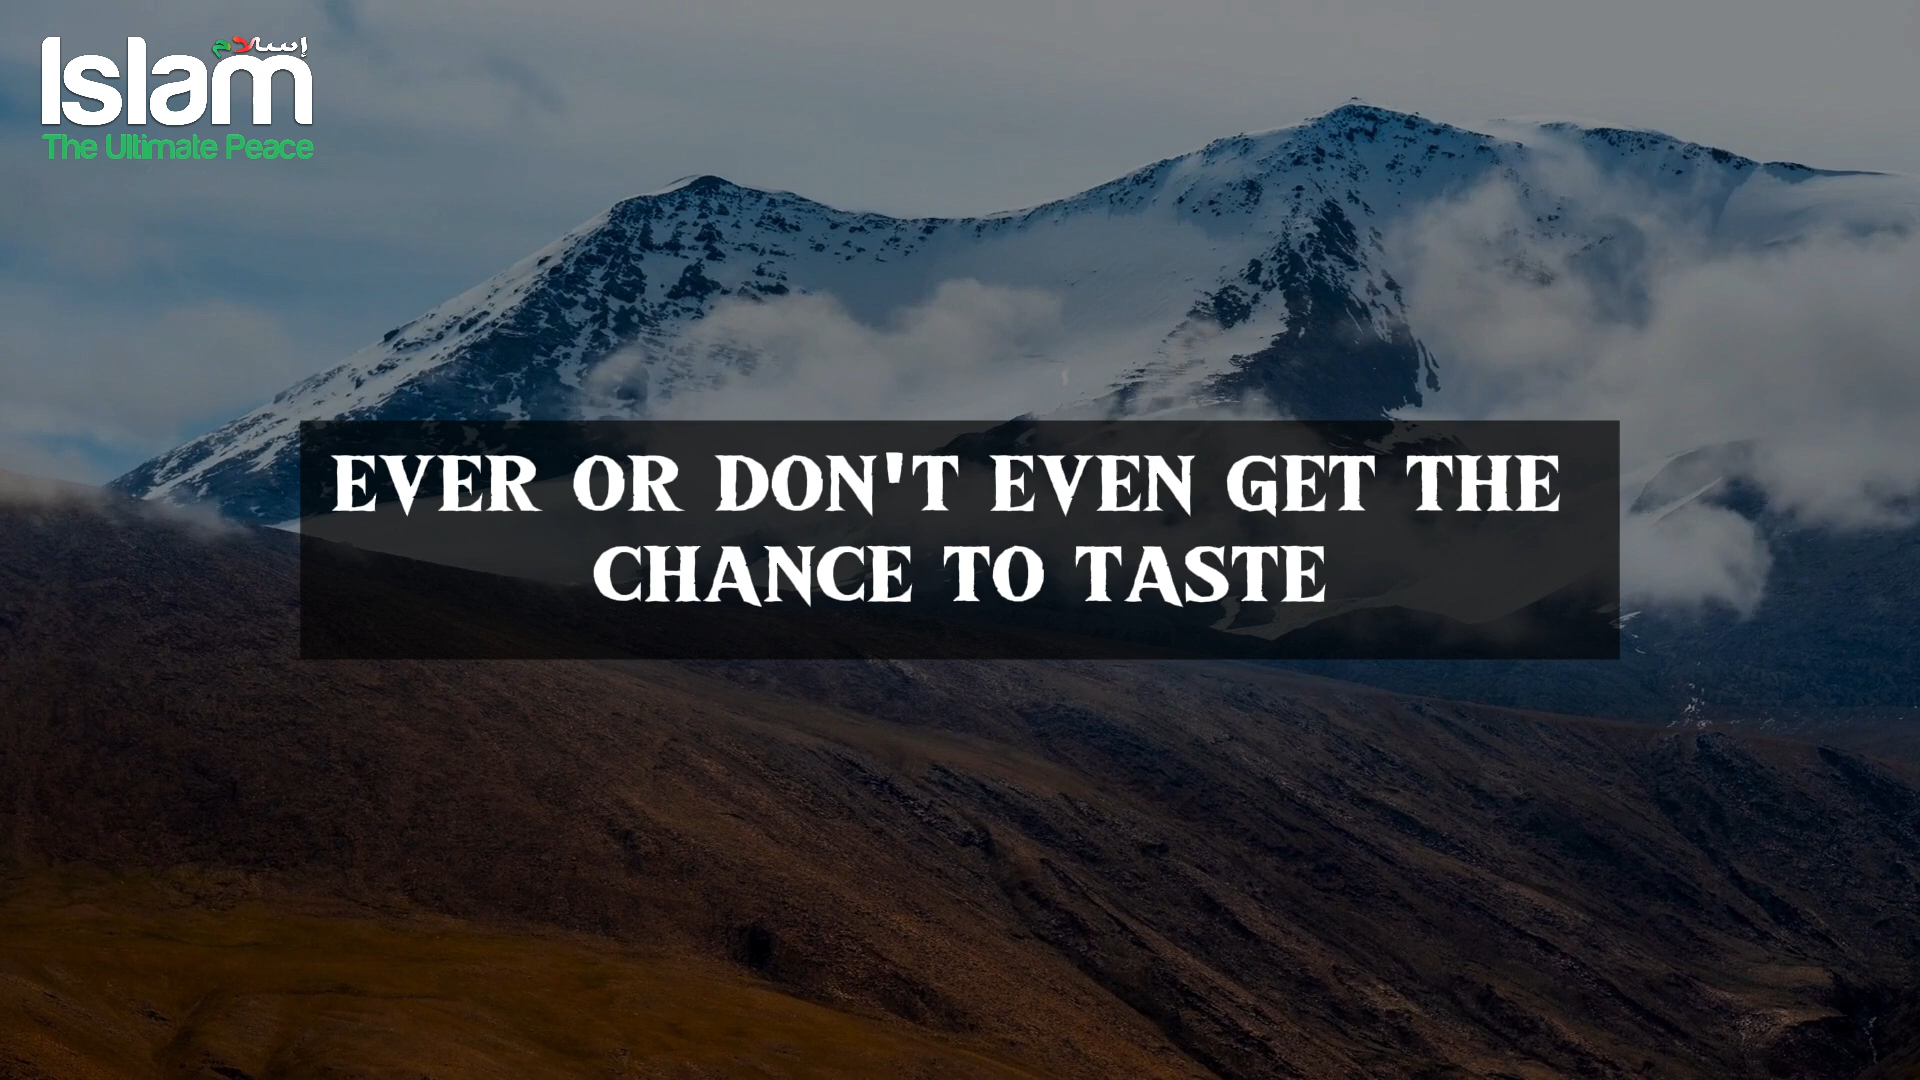 إسلام
Islam
The Ultimate Peace
EVER OR DON'T EVEN GET THE
CHANCE TO TASTE